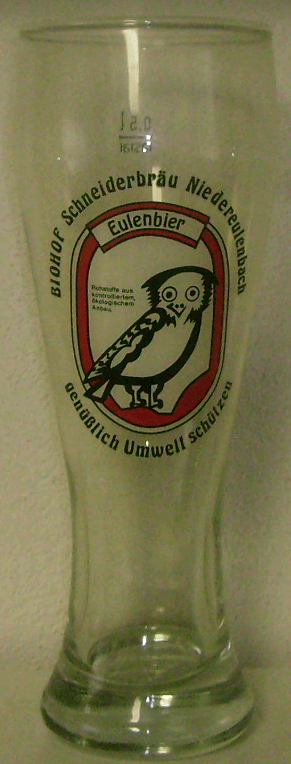 0,5 l
BIOHOF Schneiderbräu Niedereulenbach
Eulenbier
Rohstoffe aus
kontrolliertem,
ökologischem
Anbau.
genüßlich Umwelt schützen